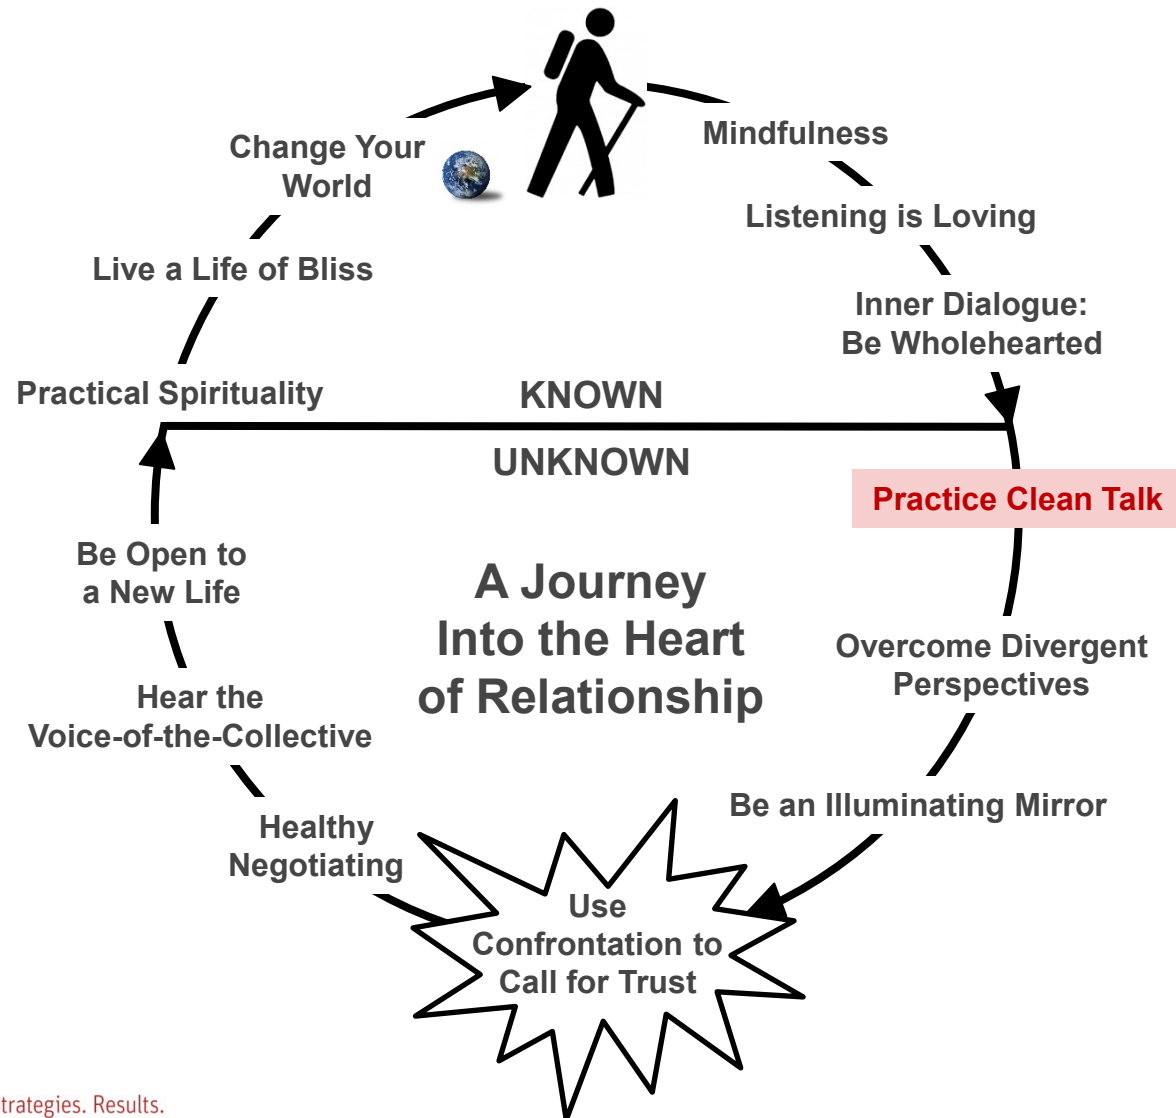 Change Your
World
Mindfulness
Listening is Loving
Live a Life of Bliss
Inner Dialogue:
Be Wholehearted
Practical Spirituality
KNOWN
UNKNOWN
Practice Clean Talk
Be Open to
a New Life
A Journey
Into the Heart
of Relationship
Overcome Divergent
Perspectives
Hear the
Voice-of-the-Collective
Be an Illuminating Mirror
Healthy
Negotiating
Use
Confrontation to
Call for Trust
trategies. Results.